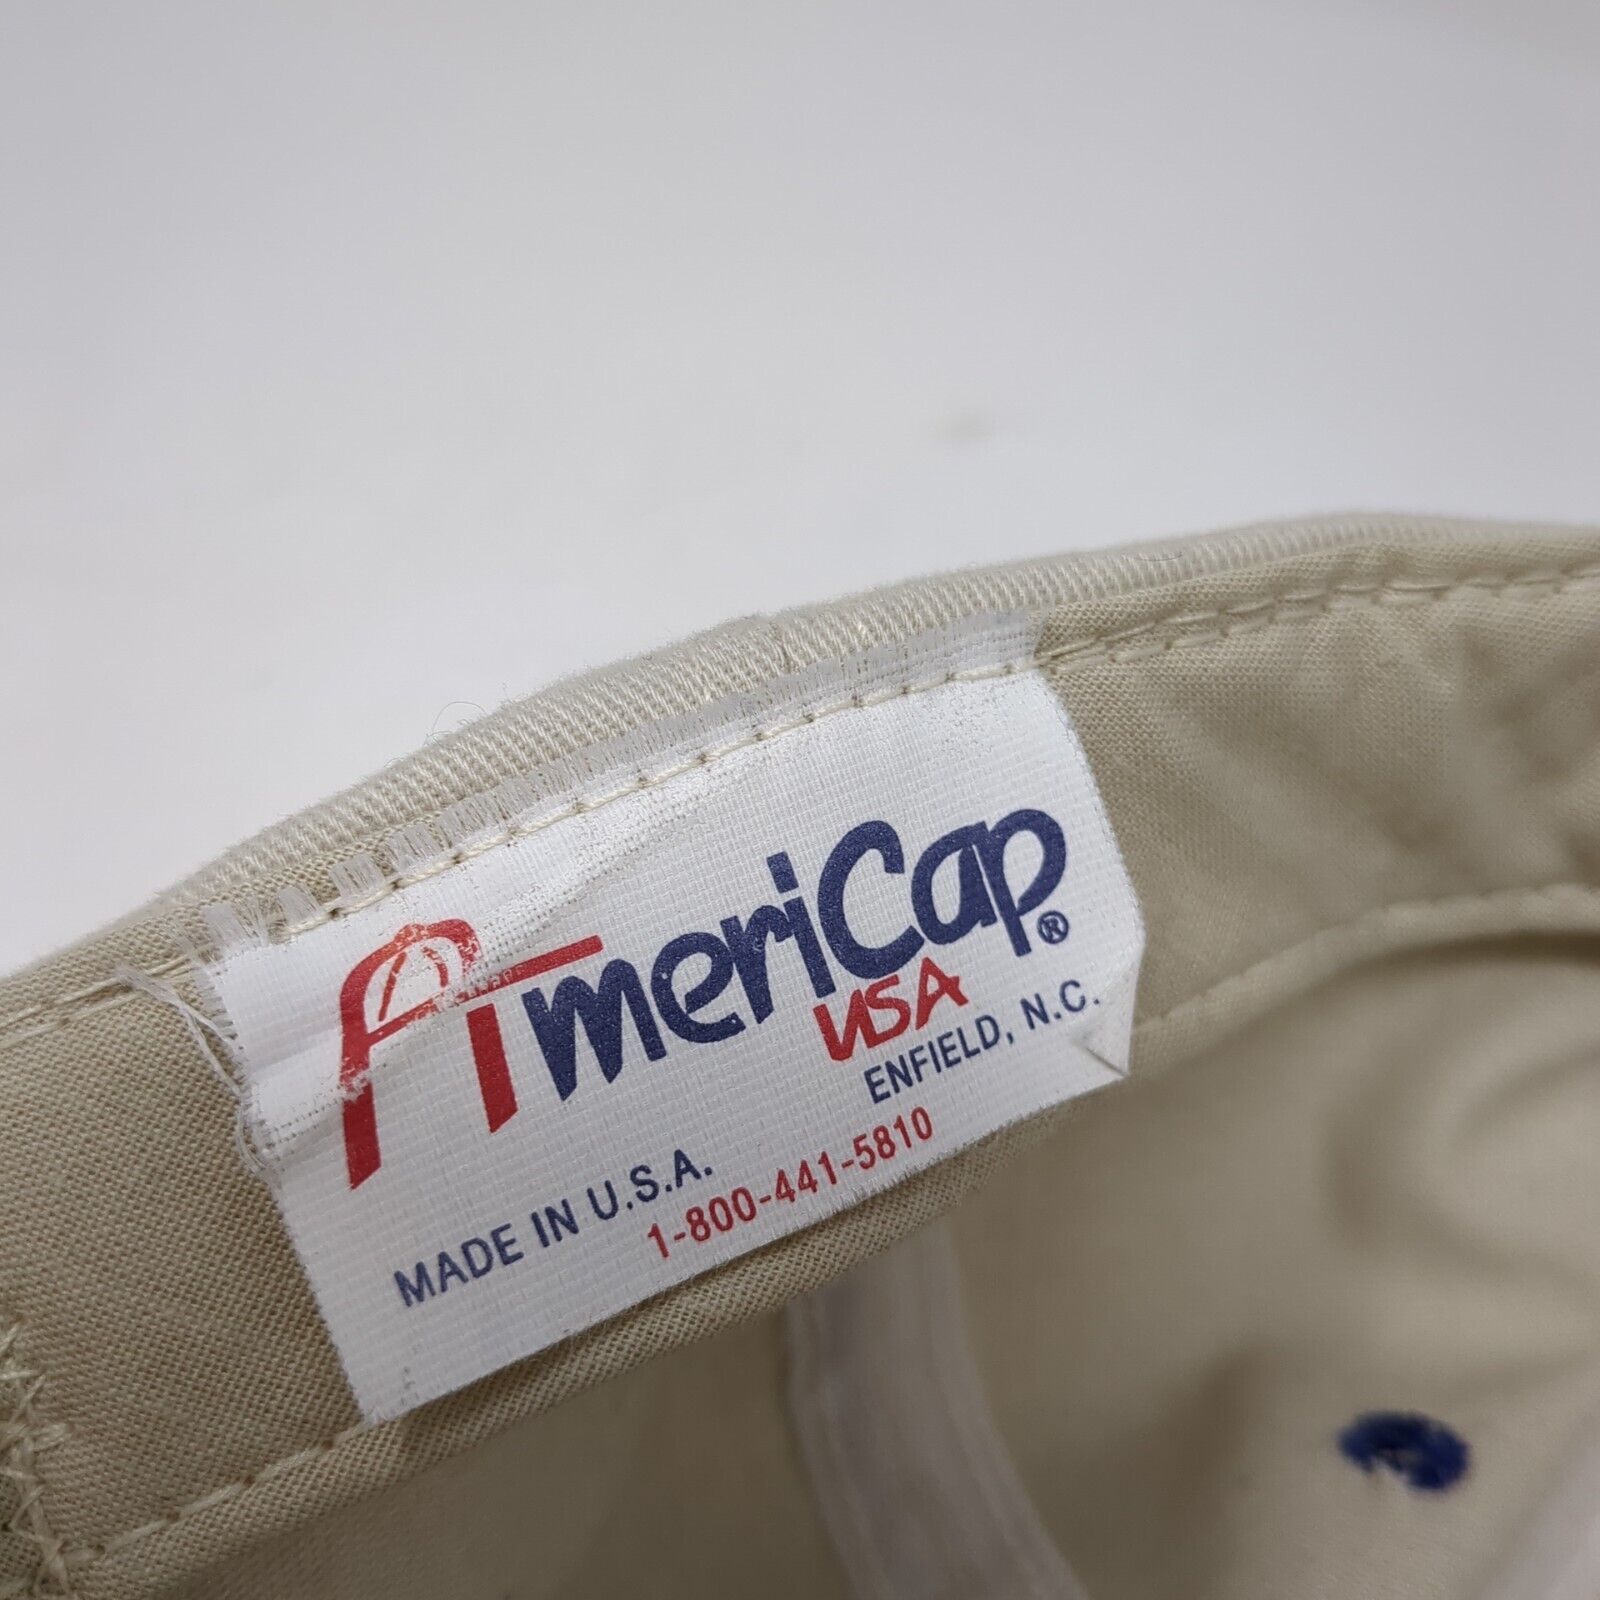 AmeriCap®
USA
ENFIELD, N.C.
MADE IN U.S.A.
1-800-441-5810